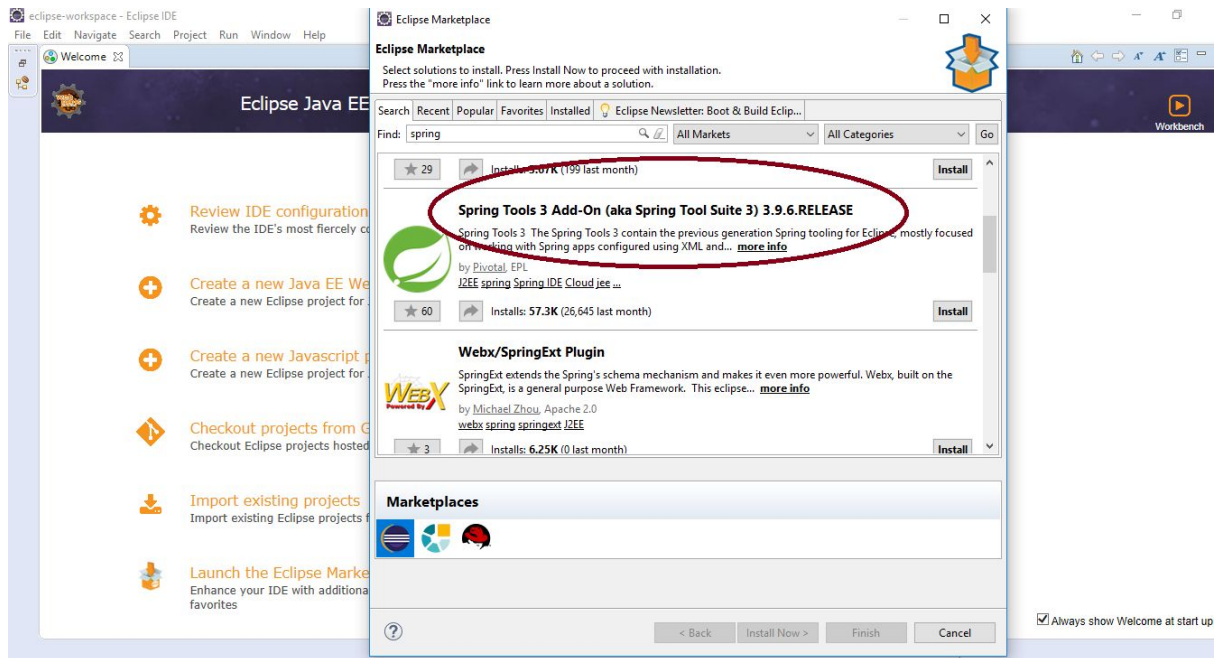 eclipse-workspace - Eclipse IDE
File Edit Navigate Search Project Run Window Help
Welcome
Eclipse Java EE
Workbench
Review IDE configuration
Review the IDE's most fiercely co
Create a new Java EE We
Create a new Eclipse project for
Create a new Javascript p
Create a new Eclipse project for
Checkout projects from G
Checkout Eclipse projects hosted
Import existing projects
Import existing Eclipse projects f
Launch the Eclipse Marke
Enhance your IDE with additiona
favorites
Always show Welcome at start up
Eclipse Marketplace
Eclipse Marketplace
Select solutions to install. Press Install Now to proceed with installation.
Press the "more info" link to learn more about a solution.
Search Recent Popular Favorites Installed Eclipse Newsletter: Boot & Build Eclip...
Find: spring All Markets All Categories Go
29 Installs: 3.07K (199 last month) Install
Spring Tools 3 Add-On (aka Spring Tool Suite 3) 3.9.6.RELEASE
Spring Tools 3 The Spring Tools 3 contain the previous generation Spring tooling for Eclipse, mostly focused
on working with Spring apps configured using XML and... more info
by Pivotal, EPL
J2EE spring Spring IDE Cloud jee ...
60 Installs: 57.3K (26,645 last month) Install
Webx/SpringExt Plugin
SpringExt extends the Spring's schema mechanism and makes it even more powerful. Webx, built on the
SpringExt, is a general purpose Web Framework. This eclipse... more info
WEBX
Powered By
by Michael Zhou, Apache 2.0
webx spring springext J2EE
3 Installs: 6.25K (0 last month) Install
Marketplaces
< Back Install Now > Finish Cancel